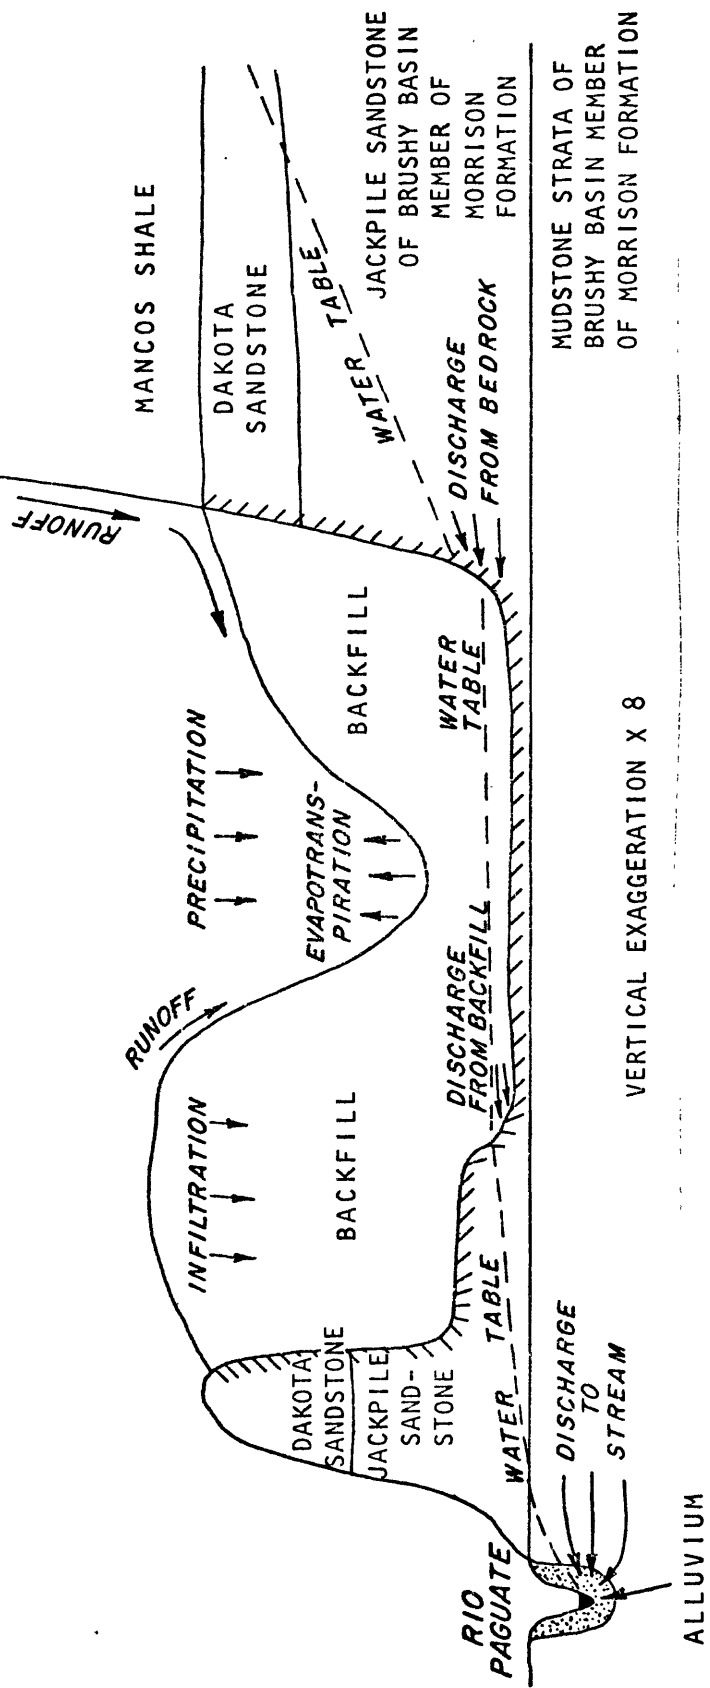 MANCOS SHALE
DAKOTA
SANDSTONE
WATER TABLE
JACKPILE SANDSTONE
OF BRUSHY BASIN
MEMBER OF
MORRISON
FORMATION
MUDSTONE STRATA OF
BRUSHY BASIN MEMBER
OF MORRISON FORMATION
DISCHARGE
FROM BEDROCK
RUNOFF
BACKFILL
WATER
TABLE
PRECIPITATION
EVAPOTRANS-
PIRATION
RUNOFF
DISCHARGE
FROM BACKFILL
INFILTRATION
BACKFILL
DAKOTA
SANDSTONE
JACKPILE
SAND-
STONE
WATER TABLE
RIO
PAGUATE
DISCHARGE
TO
STREAM
ALLUVIUM
VERTICAL EXAGGERATION X 8